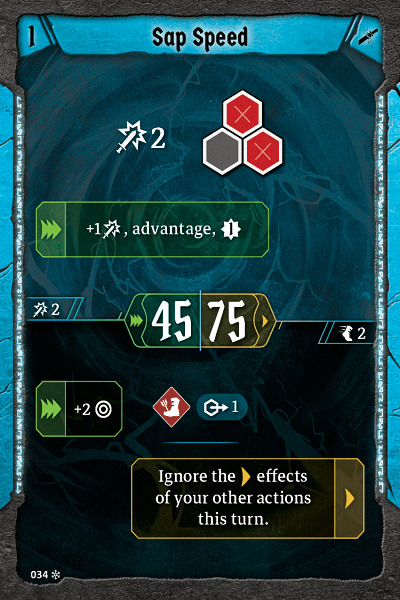 1
Sap Speed
2
+1 , advantage,
2
45 75
2
+2
1
Ignore the effects
of your other actions
this turn.
034